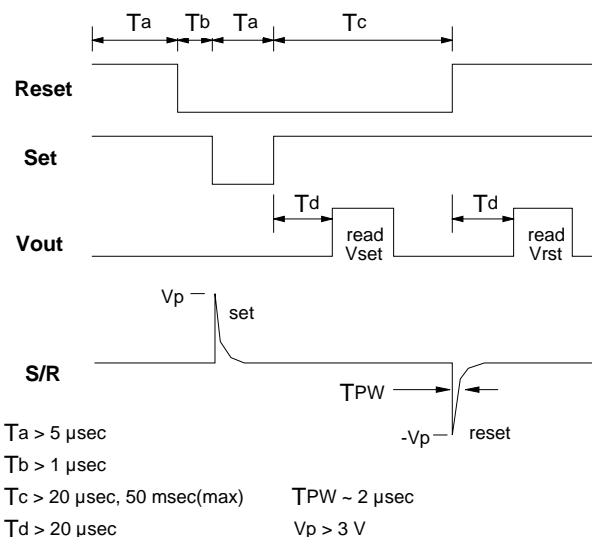 Ta Tb Ta Tc
Reset
Set
Td Td
Vout read Vset read Vrst
Vp set
S/R
TPW
-Vp reset
Ta > 5 µsec
Tb > 1 µsec
Tc > 20 µsec, 50 msec(max) TPW ~ 2 µsec
Td > 20 µsec Vp > 3 V